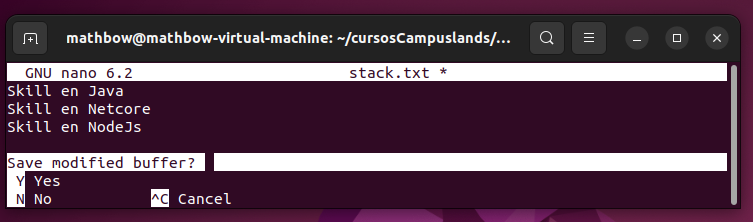 mathbow@mathbow-virtual-machine: ~/cursosCampuslands/...
GNU nano 6.2 stack.txt *
Skill en Java
Skill en Netcore
Skill en NodeJs
Save modified buffer?
Y Yes
N No ^C Cancel